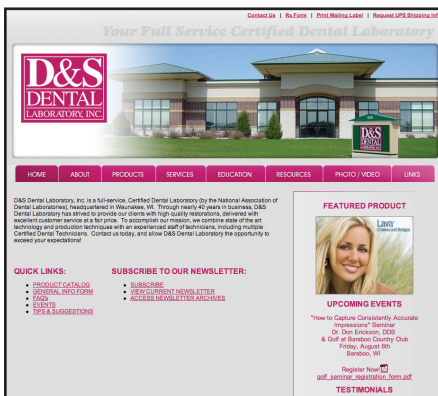 Contact Us | Rx Form | Print Mailing Label | Request UPS Shipping Inf
Your Full Service Certified Dental Laboratory
D&S
DENTAL
LABORATORY, INC.
D&S
DENTAL
HOME ABOUT PRODUCTS SERVICES EDUCATION RESOURCES PHOTO / VIDEO LINKS
D&S Dental Laboratory, Inc. is a full-service, Certified Dental Laboratory (by the National Association of
Dental Laboratories), headquartered in Waunakee, WI. Through nearly 40 years in business, D&S
Dental Laboratory has strived to provide our clients with high quality restorations, delivered with
excellent customer service at a fair price. To accomplish our mission, we combine state of the art
technology and production techniques with an experienced staff of technicians, including multiple
Certified Dental Technicians. Contact us today, and allow D&S Dental Laboratory the opportunity to
exceed your expectations!
QUICK LINKS:
PRODUCT CATALOG
GENERAL INFO FORM
FAQ's
EVENTS
TIPS & SUGGESTIONS
SUBSCRIBE TO OUR NEWSLETTER:
SUBSCRIBE
VIEW CURRENT NEWSLETTER
ACCESS NEWSLETTER ARCHIVES
FEATURED PRODUCT
Lava
Crowns and Bridges
UPCOMING EVENTS
"How to Capture Consistently Accurate
Impressions" Seminar
Dr. Don Erickson, DDS
& Golf at Baraboo Country Club
Friday, August 6th
Baraboo, WI
Register Now!
golf_seminar_registration_form.pdf
TESTIMONIALS